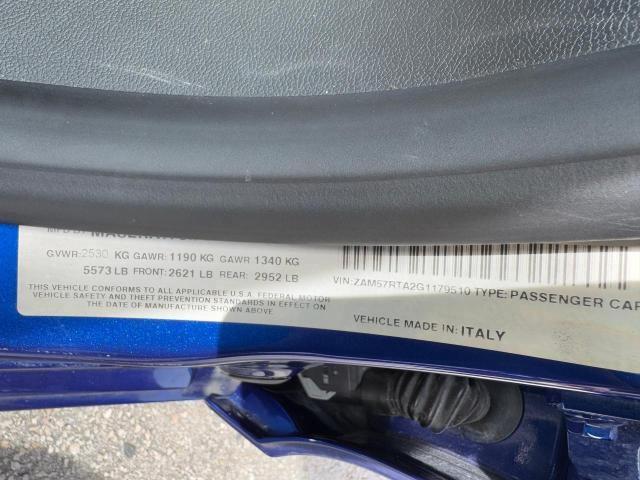 MFD BY
GVWR:2530 KG GAWR: 1190 KG GAWR 1340 KG
5573 LB FRONT: 2621 LB REAR: 2952 LB
THIS VEHICLE CONFORMS TO ALL APPLICABLE U.S.A. FEDERAL MOTOR
VEHICLE SAFETY AND THEFT PREVENTION STANDARDS IN EFFECT ON
THE DATE OF MANUFACTURE SHOWN ABOVE.
VIN:ZAM57RTA2G1179510 TYPE: PASSENGER CAR
VEHICLE MADE IN: ITALY